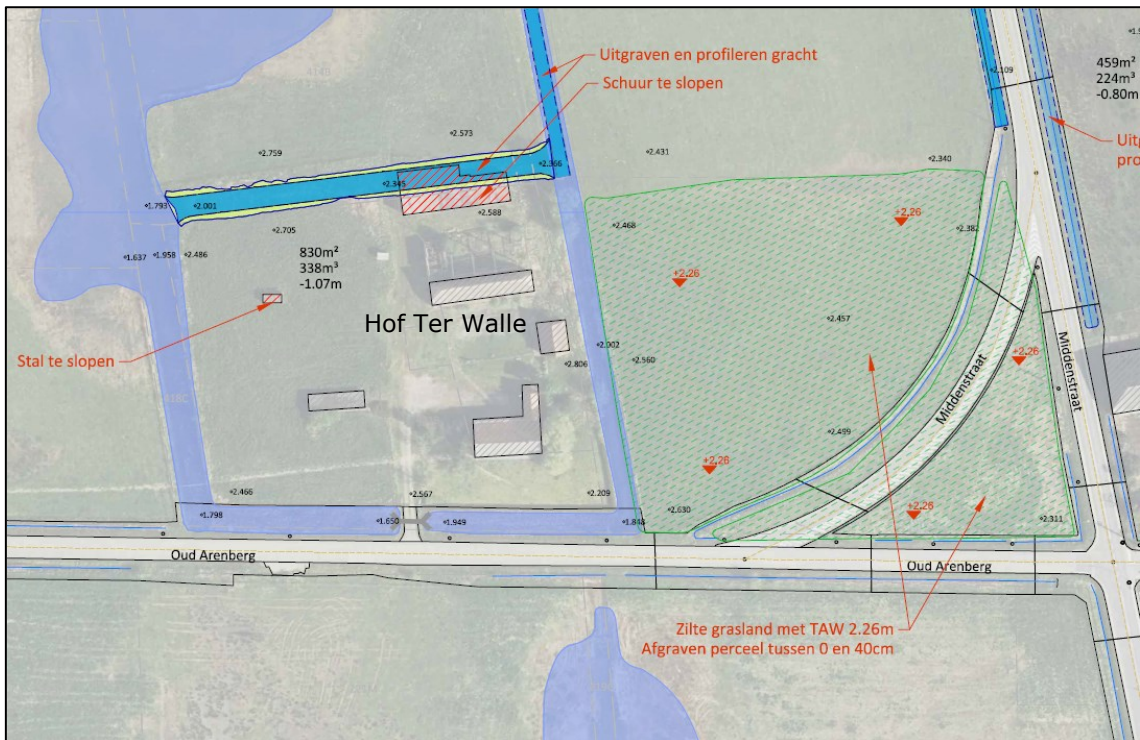 +2.109
459m²
224m³
-0.80m
Uitgraven en profileren gracht
Schuur te slopen
+2.573
+2.759
+2.431
+2.340
+2.366
+2.345
+1.793
+2.001
+2.588
+2.26
+2.468
+2.382
+2.705
+1.637
+1.958
+2.486
830m²
338m³
-1.07m
+2.26
Hof Ter Walle
+2.457
+2.002
+2.560
+2.806
+2.26
Stal te slopen
Middenstraat
Middenstraat
+2.499
+2.26
+2.466
+2.567
+2.209
+2.630
+2.26
+1.798
+1.650
+1.949
+1.848
+2.311
Oud Arenberg
Oud Arenberg
Zilte grasland met TAW 2.26m
Afgraven perceel tussen 0 en 40cm